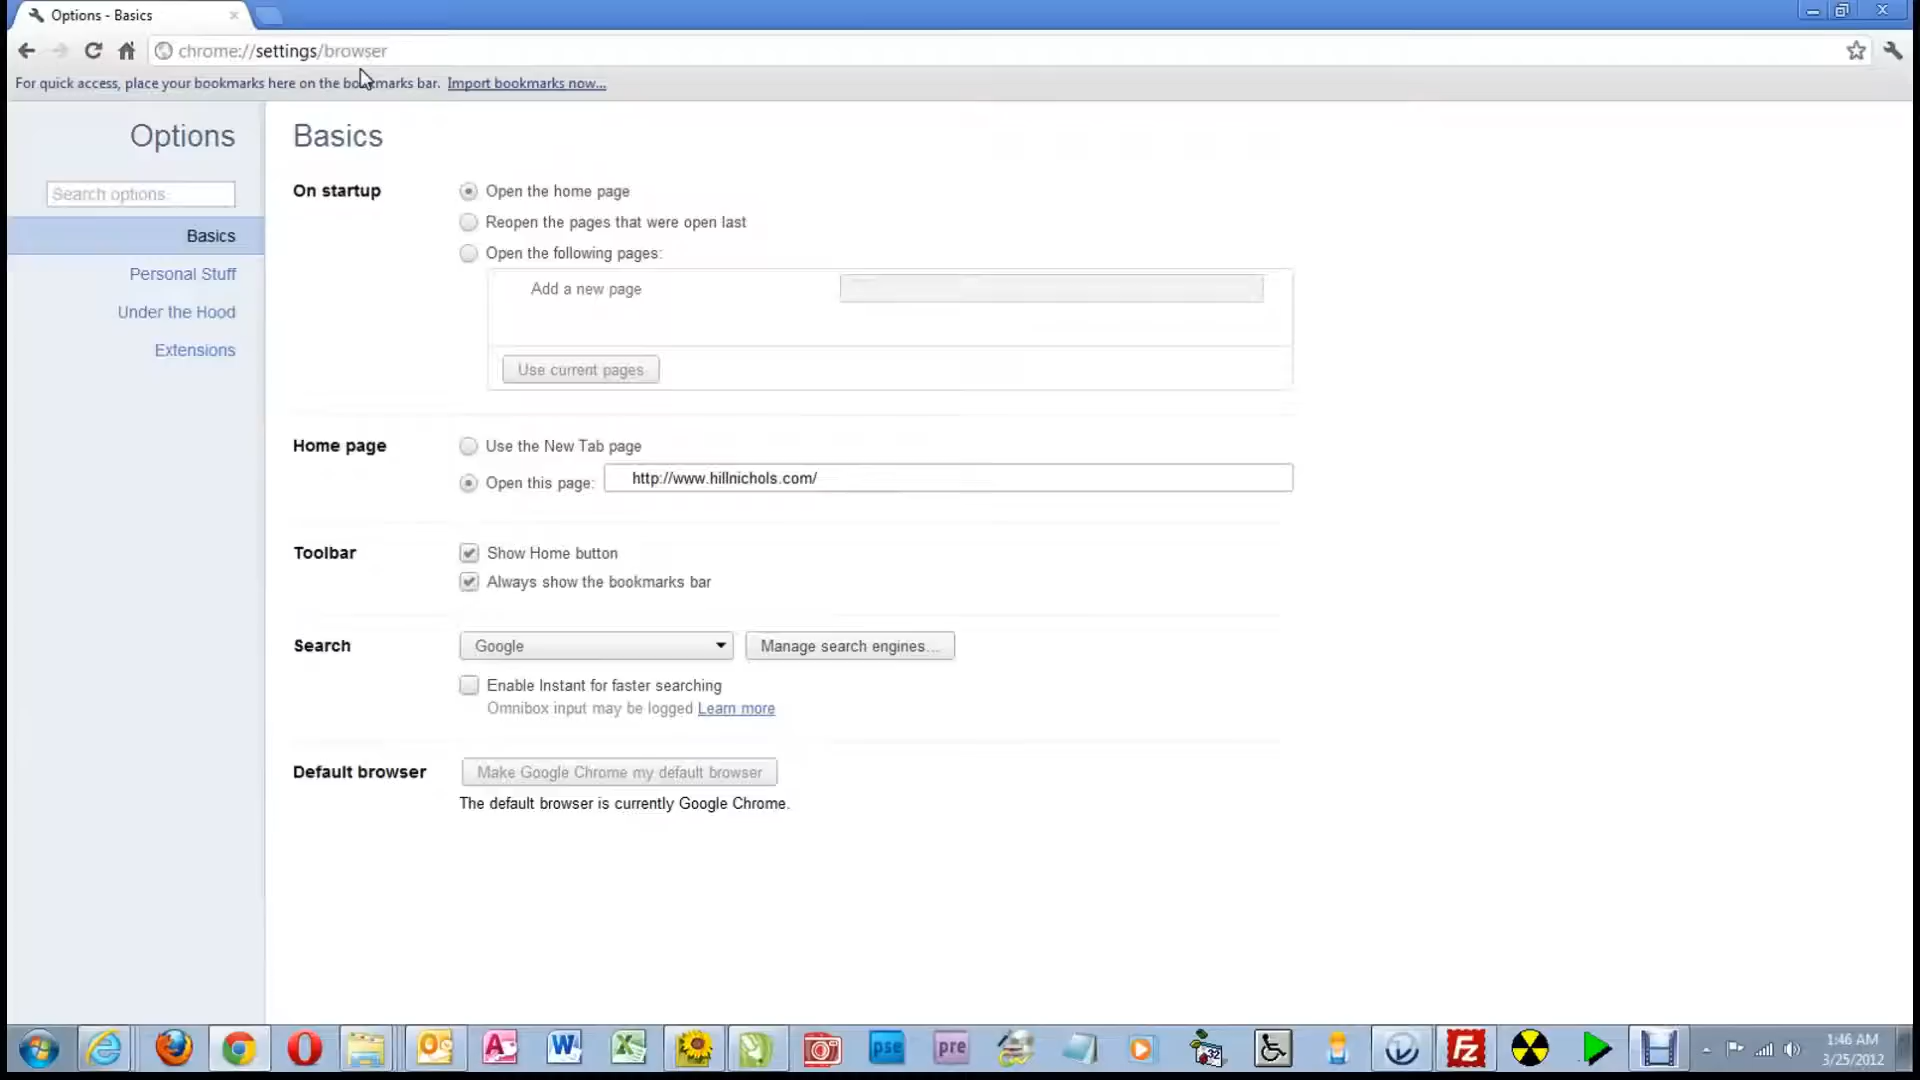 Options - Basics
chrome://settings/browser
For quick access, place your bookmarks here on the bookmarks bar. Import bookmarks now...
Options
Search options
Basics
Personal Stuff
Under the Hood
Extensions
Basics
On startup
Open the home page
Reopen the pages that were open last
Open the following pages:
Add a new page
Use current pages
Home page
Use the New Tab page
Open this page:
http://www.hillnichols.com/
Toolbar
Show Home button
Always show the bookmarks bar
Search
Google
Manage search engines...
Enable Instant for faster searching
Omnibox input may be logged Learn more
Default browser
Make Google Chrome my default browser
The default browser is currently Google Chrome.
pse
pre
32
FZ
1:46 AM
3/25/2012